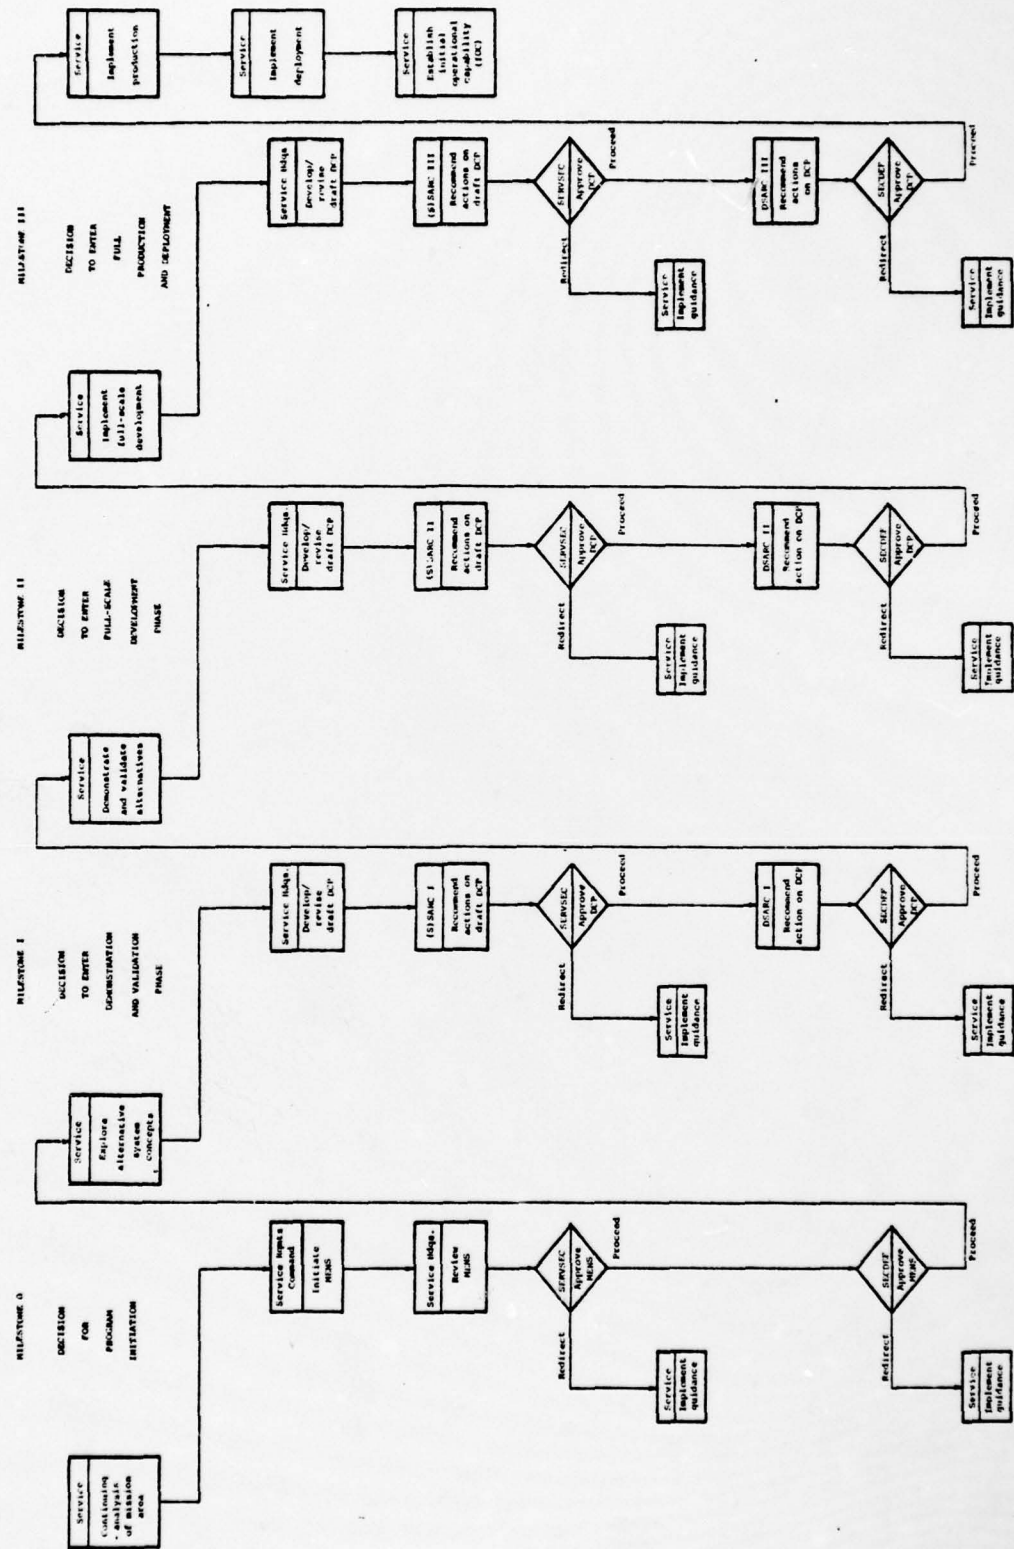 MILESTONE 0
DECISION
FOR
PROGRAM
INITIATION
Service
Continuing
analysis
of mission
area
Service Rqmts
Command
Initiate
MENS
Service Hdqs.
Review
MENS
SERVSEC
Approve
MENS
Redirect
Proceed
Service
Implement
guidance
SECDEF
Approve
MENS
Redirect
Proceed
Service
Implement
guidance
MILESTONE I
DECISION
TO ENTER
DEMONSTRATION
AND VALIDATION
PHASE
Service
Explore
alternative
system
concepts
Service Hdqs.
Develop/
revise
draft DCP
(S)SARC I
Recommend
actions on
draft DCP
SERVSEC
Approve
DCP
Redirect
Proceed
Service
Implement
guidance
DSARC I
Recommend
action on DCP
SECDEF
Approve
DCP
Redirect
Proceed
Service
Implement
guidance
MILESTONE II
DECISION
TO ENTER
FULL-SCALE
DEVELOPMENT
PHASE
Service
Demonstrate
and validate
alternatives
Service Hdqs.
Develop/
revise
draft DCP
(S)SARC II
Recommend
actions on
draft DCP
SERVSEC
Approve
DCP
Redirect
Proceed
Service
Implement
guidance
DSARC II
Recommend
action on DCP
SECDEF
Approve
DCP
Redirect
Proceed
Service
Implement
guidance
MILESTONE III
DECISION
TO ENTER
FULL
PRODUCTION
AND DEPLOYMENT
Service
Implement
full-scale
development
Service Hdqs
Develop/
revise
draft DCP
(S)SARC III
Recommend
actions on
draft DCP
SERVSEC
Approve
DCP
Redirect
Proceed
Service
Implement
guidance
DSARC III
Recommend
actions
on DCP
SECDEF
Approve
DCP
Redirect
Proceed
Service
Implement
guidance
Service
Implement
production
Service
Implement
deployment
Service
Establish
initial
operational
capability
(IOC)